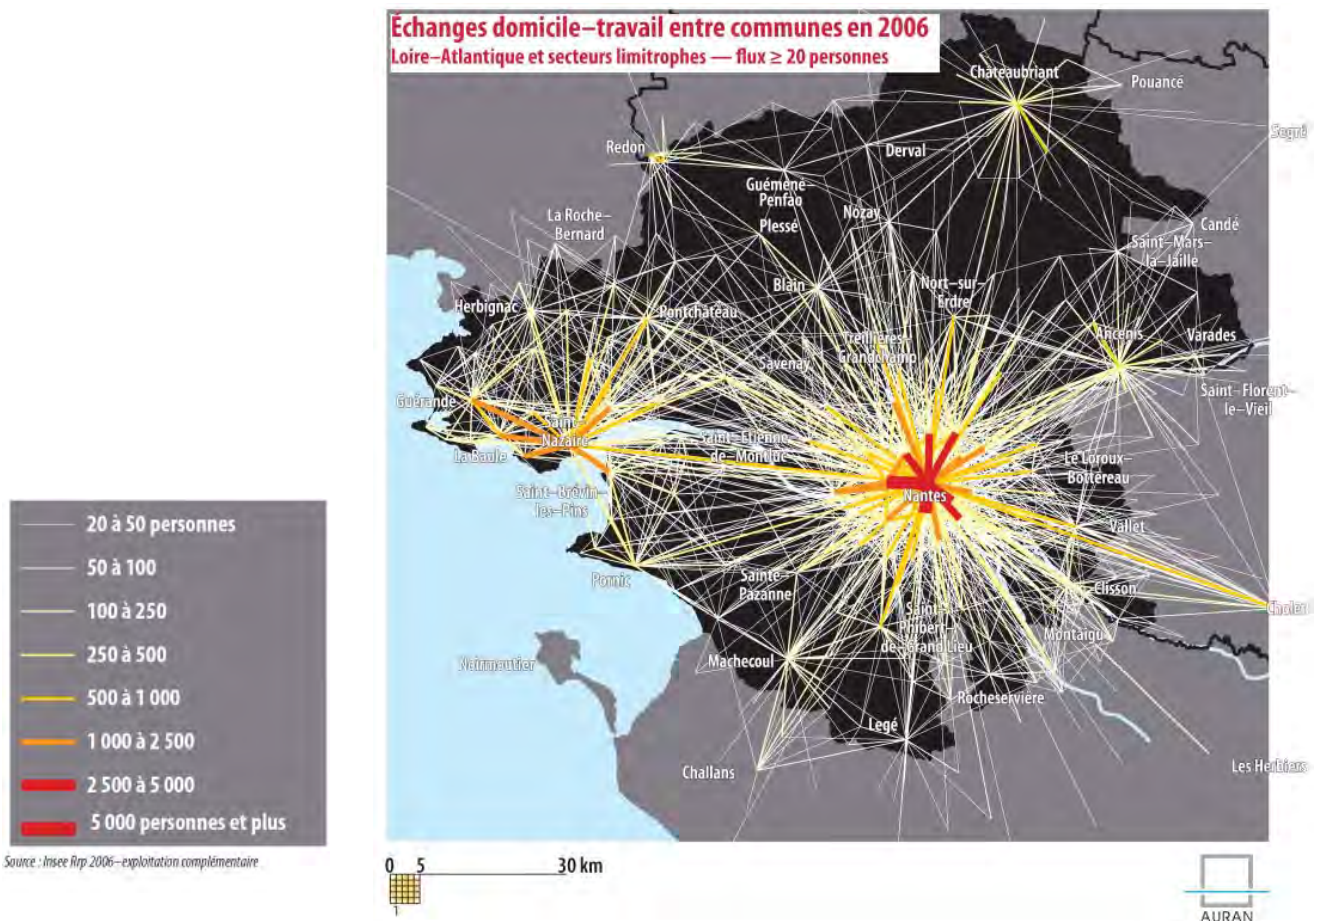 Échanges domicile–travail entre communes en 2006
Loire–Atlantique et secteurs limitrophes — flux ≥ 20 personnes
Châteaubriant
Pouancé
Segré
Redon
Derval
Guémené–
Penfao
Nozay
La Roche–
Bernard
Plessé
Candé
Saint–Mars–
la–Jaille
Blain
Nort–sur–
Erdre
Herbignac
Pontchâteau
Ancenis
Varades
Treillières–
Grandchamp
Savenay
Guérande
Saint–Florent–
le–Vieil
Saint–
Nazaire
La Baule
Saint–Etienne–
de–Montluc
Le Loroux–
Bottereau
Saint–Brévin–
les–Pins
Nantes
Vallet
Pornic
Sainte–
Pazanne
Clisson
Cholet
Saint–
Philbert–
de–Grand Lieu
Montaigu
Noirmoutier
Machecoul
Rocheservière
Legé
Challans
Les Herbiers
20 à 50 personnes
50 à 100
100 à 250
250 à 500
500 à 1 000
1 000 à 2 500
2 500 à 5 000
5 000 personnes et plus
Source : Insee Rrp 2006–exploitation complémentaire
0 5 30 km
1
AURAN